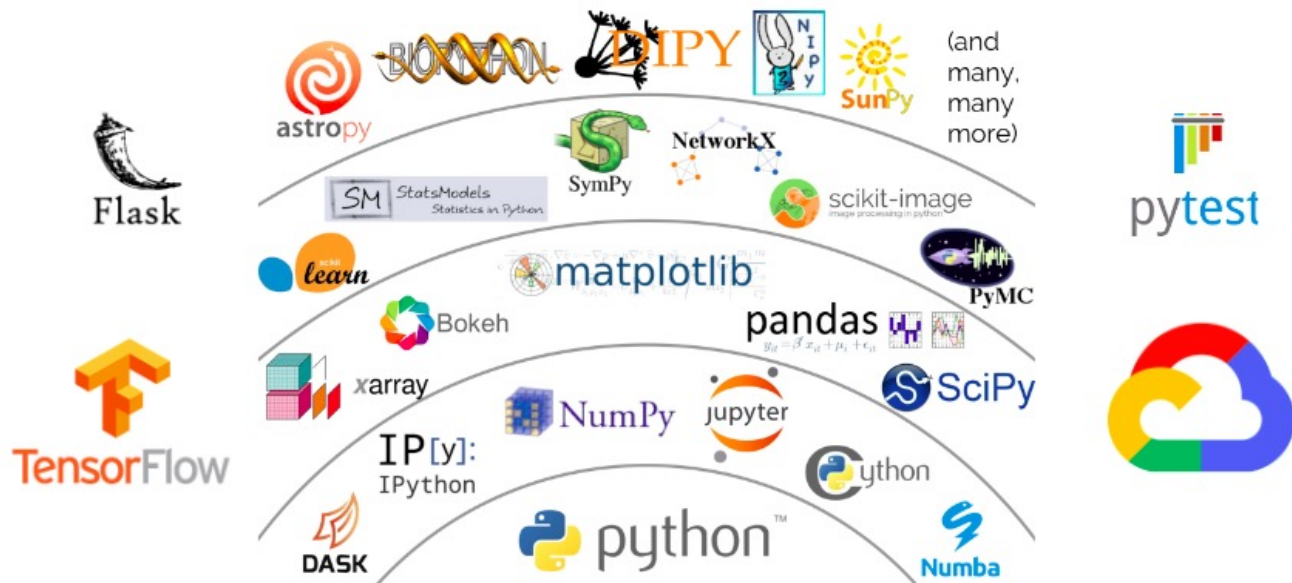 astropy
BIOPYTHON
DIPY
NIPY
SunPy
(and
many,
many
more)
Flask
SymPy
NetworkX
pytest
SM StatsModels
Statistics in Python
scikit-image
image processing in python
scikit
learn
matplotlib
PyMC
Bokeh
pandas
xarray
NumPy
jupyter
SciPy
TensorFlow
IP[y]:
IPython
Cython
DASK
python™
Numba